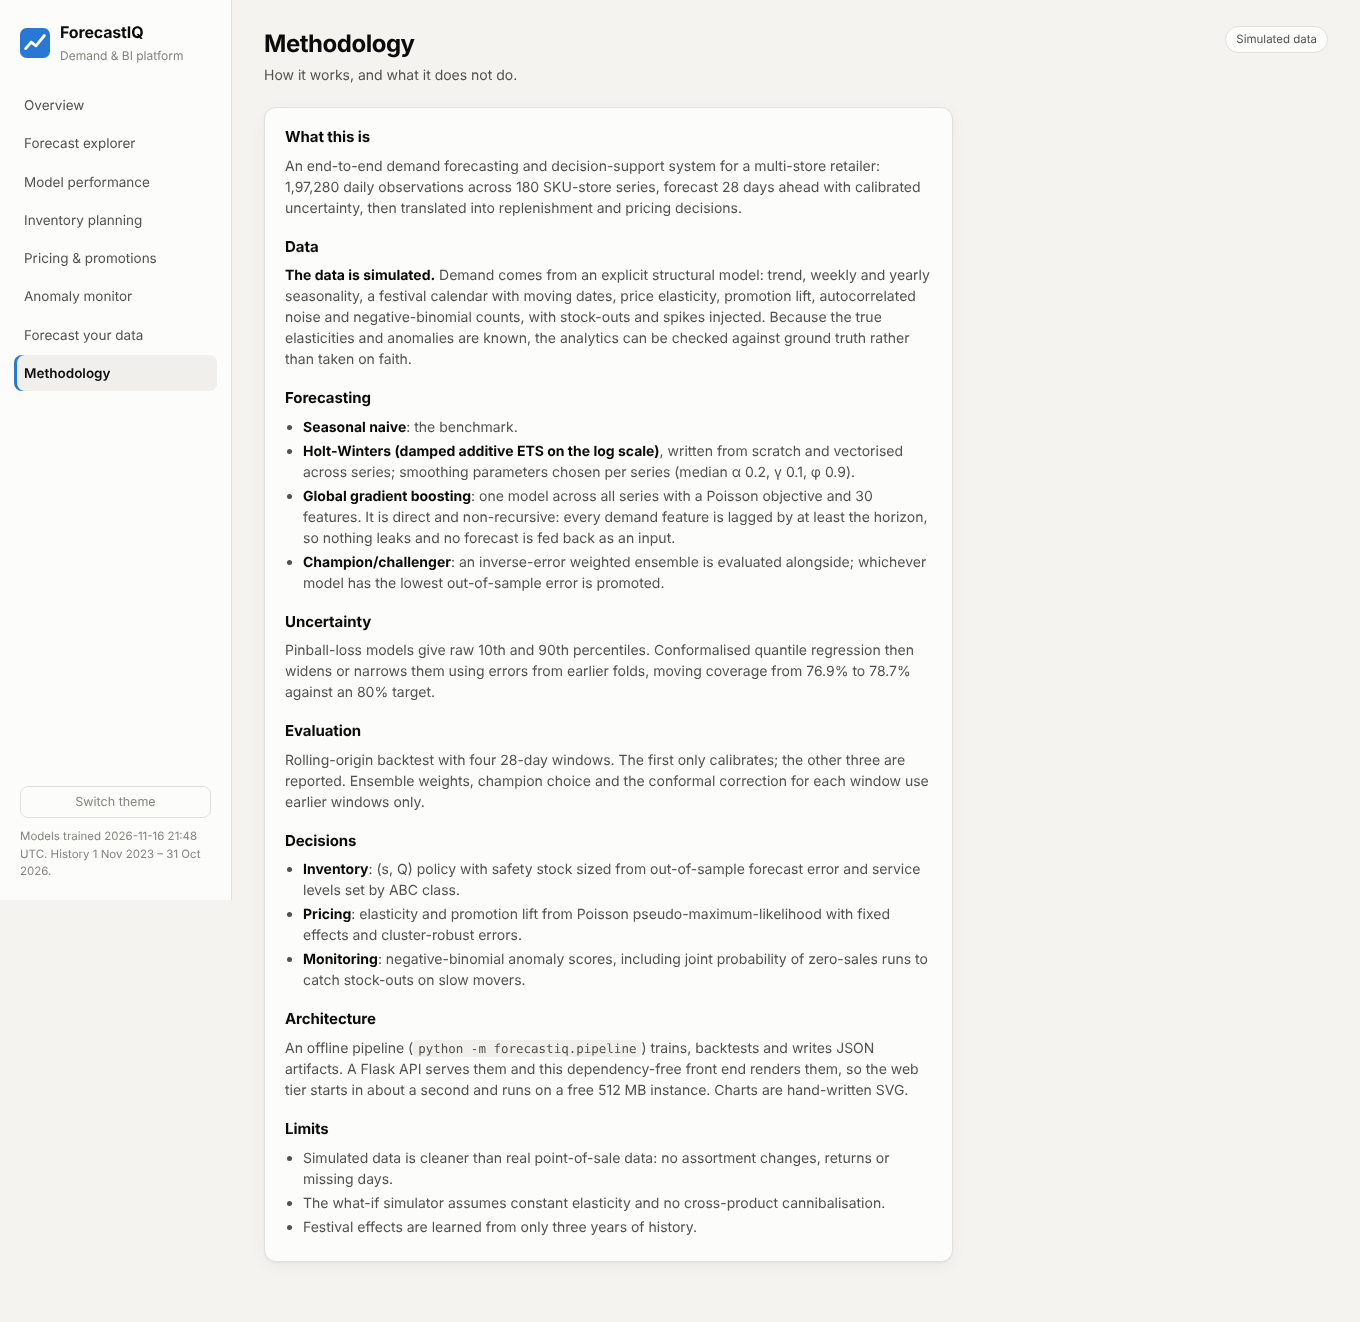 ForecastIQ
Demand & BI platform
Overview
Forecast explorer
Model performance
Inventory planning
Pricing & promotions
Anomaly monitor
Forecast your data
Methodology
Switch theme
Models trained 2026-11-16 21:48
UTC. History 1 Nov 2023 – 31 Oct
2026.
Methodology
How it works, and what it does not do.
Simulated data
What this is
An end-to-end demand forecasting and decision-support system for a multi-store retailer:
1,97,280 daily observations across 180 SKU-store series, forecast 28 days ahead with calibrated
uncertainty, then translated into replenishment and pricing decisions.
Data
The data is simulated. Demand comes from an explicit structural model: trend, weekly and yearly
seasonality, a festival calendar with moving dates, price elasticity, promotion lift, autocorrelated
noise and negative-binomial counts, with stock-outs and spikes injected. Because the true
elasticities and anomalies are known, the analytics can be checked against ground truth rather
than taken on faith.
Forecasting
• Seasonal naive: the benchmark.
• Holt-Winters (damped additive ETS on the log scale), written from scratch and vectorised
across series; smoothing parameters chosen per series (median α 0.2, γ 0.1, φ 0.9).
• Global gradient boosting: one model across all series with a Poisson objective and 30
features. It is direct and non-recursive: every demand feature is lagged by at least the horizon,
so nothing leaks and no forecast is fed back as an input.
• Champion/challenger: an inverse-error weighted ensemble is evaluated alongside; whichever
model has the lowest out-of-sample error is promoted.
Uncertainty
Pinball-loss models give raw 10th and 90th percentiles. Conformalised quantile regression then
widens or narrows them using errors from earlier folds, moving coverage from 76.9% to 78.7%
against an 80% target.
Evaluation
Rolling-origin backtest with four 28-day windows. The first only calibrates; the other three are
reported. Ensemble weights, champion choice and the conformal correction for each window use
earlier windows only.
Decisions
• Inventory: (s, Q) policy with safety stock sized from out-of-sample forecast error and service
levels set by ABC class.
• Pricing: elasticity and promotion lift from Poisson pseudo-maximum-likelihood with fixed
effects and cluster-robust errors.
• Monitoring: negative-binomial anomaly scores, including joint probability of zero-sales runs to
catch stock-outs on slow movers.
Architecture
An offline pipeline (python -m forecastiq.pipeline) trains, backtests and writes JSON
artifacts. A Flask API serves them and this dependency-free front end renders them, so the web
tier starts in about a second and runs on a free 512 MB instance. Charts are hand-written SVG.
Limits
• Simulated data is cleaner than real point-of-sale data: no assortment changes, returns or
missing days.
• The what-if simulator assumes constant elasticity and no cross-product cannibalisation.
• Festival effects are learned from only three years of history.